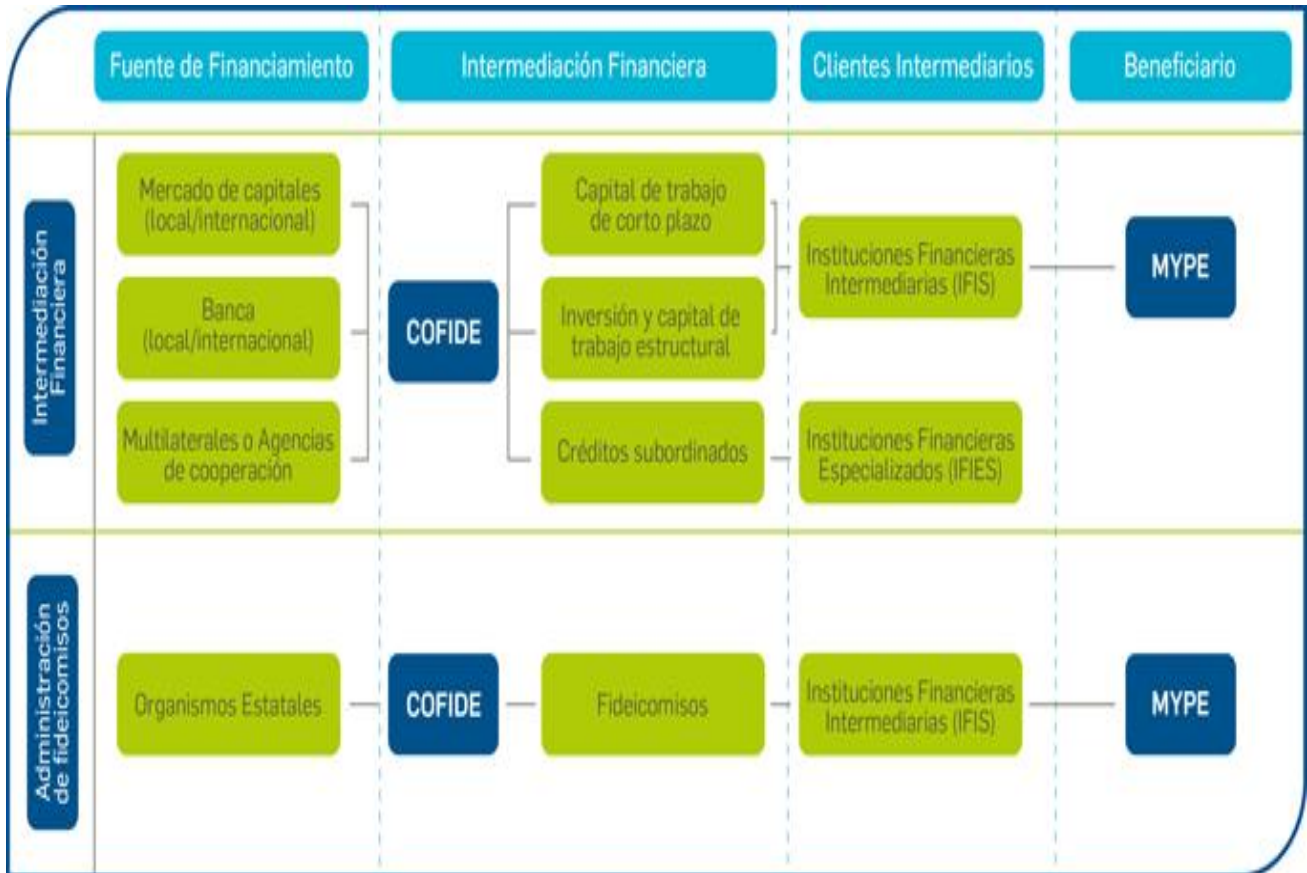 Fuente de Financiamiento
Intermediación Financiera
Clientes Intermediarios
Beneficiario
Intermediación
Financiera
Mercado de capitales
(local/internacional)
Banca
(local/internacional)
Multilaterales o Agencias
de cooperación
COFIDE
Capital de trabajo
de corto plazo
Inversión y capital de
trabajo estructural
Créditos subordinados
Instituciones Financieras
Intermediarias (IFIS)
Instituciones Financieras
Especializados (IFIES)
MYPE
Administración
de fideicomisos
Organismos Estatales
COFIDE
Fideicomisos
Instituciones Financieras
Intermediarias (IFIS)
MYPE